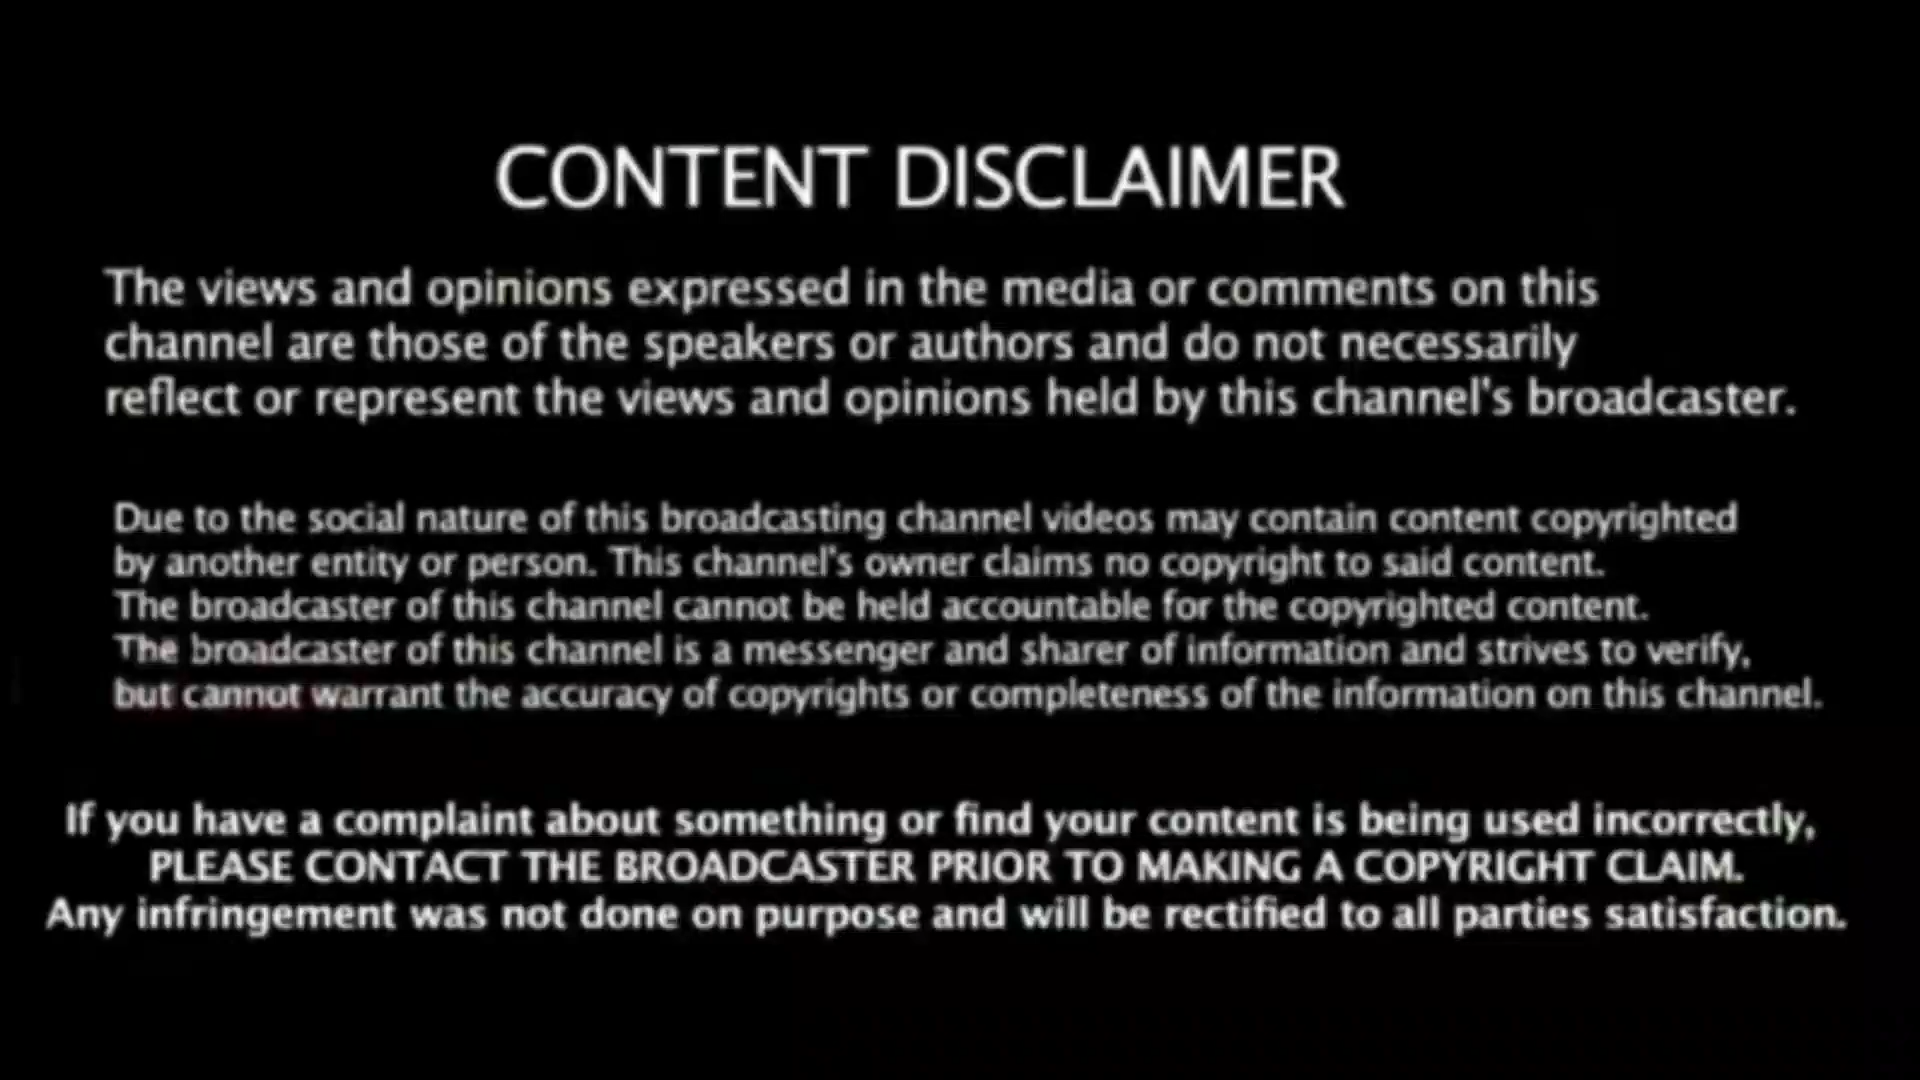 CONTENT DISCLAIMER
The views and opinions expressed in the media or comments on this
channel are those of the speakers or authors and do not necessarily
reflect or represent the views and opinions held by this channel's broadcaster.
Due to the social nature of this broadcasting channel videos may contain content copyrighted
by another entity or person. This channel's owner claims no copyright to said content.
The broadcaster of this channel cannot be held accountable for the copyrighted content.
The broadcaster of this channel is a messenger and sharer of information and strives to verify,
but cannot warrant the accuracy of copyrights or completeness of the information on this channel.
If you have a complaint about something or find your content is being used incorrectly,
PLEASE CONTACT THE BROADCASTER PRIOR TO MAKING A COPYRIGHT CLAIM.
Any infringement was not done on purpose and will be rectified to all parties satisfaction.